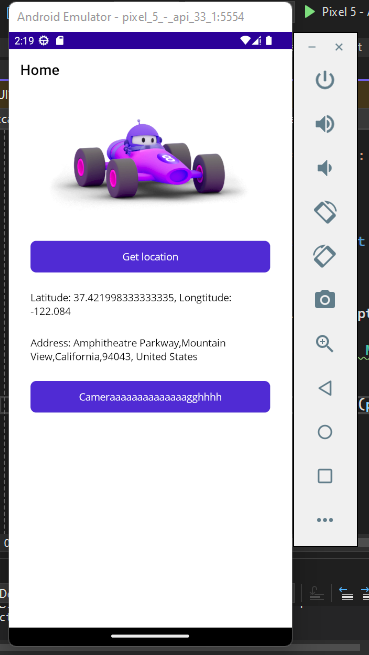 Android Emulator - pixel_5_-_api_33_1:5554
Pixel 5 - A
2:19
Home
Get location
Latitude: 37.421998333333335, Longtitude:
-122.084
Address: Amphitheatre Parkway,Mountain
View,California,94043, United States
Cameraaaaaaaaaaaaaaagghhhh